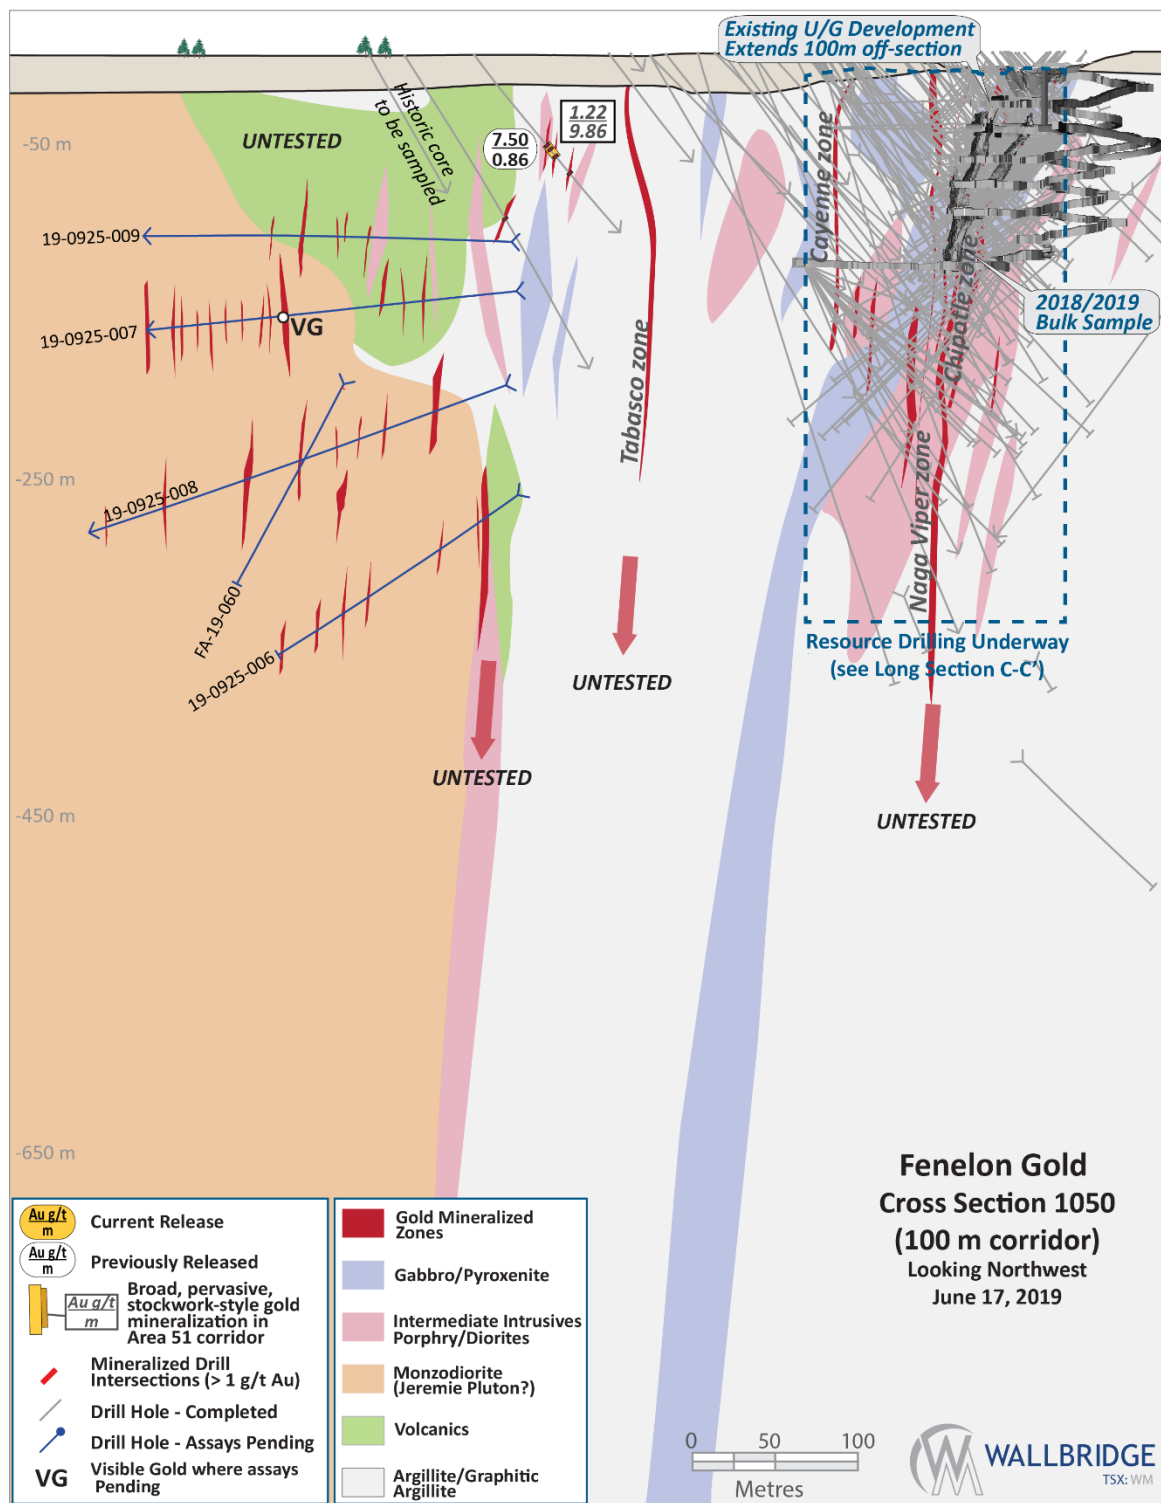 Existing U/G Development
Extends 100m off-section
UNTESTED
Historic core
to be sampled
1.22
9.86
7.50
0.86
-50 m
Cayenne zone
19-0925-009
Chipotle zone
2018/2019
Bulk Sample
VG
19-0925-007
Tabasco zone
-250 m
19-0925-008
Naga Viper zone
FA-19-060
19-0925-006
Resource Drilling Underway
(see Long Section C-C')
UNTESTED
UNTESTED
UNTESTED
-450 m
-650 m
Fenelon Gold
Cross Section 1050
(100 m corridor)
Looking Northwest
June 17, 2019
Au g/t
m
Current Release
Au g/t
m
Previously Released
Au g/t
m
Broad, pervasive,
stockwork-style gold
mineralization in
Area 51 corridor
Mineralized Drill
Intersections (> 1 g/t Au)
Drill Hole - Completed
Drill Hole - Assays Pending
VG
Visible Gold where assays
Pending
Gold Mineralized
Zones
Gabbro/Pyroxenite
Intermediate Intrusives
Porphry/Diorites
Monzodiorite
(Jeremie Pluton?)
Volcanics
Argillite/Graphitic
Argillite
0 50 100
Metres
WALLBRIDGE
TSX: WM